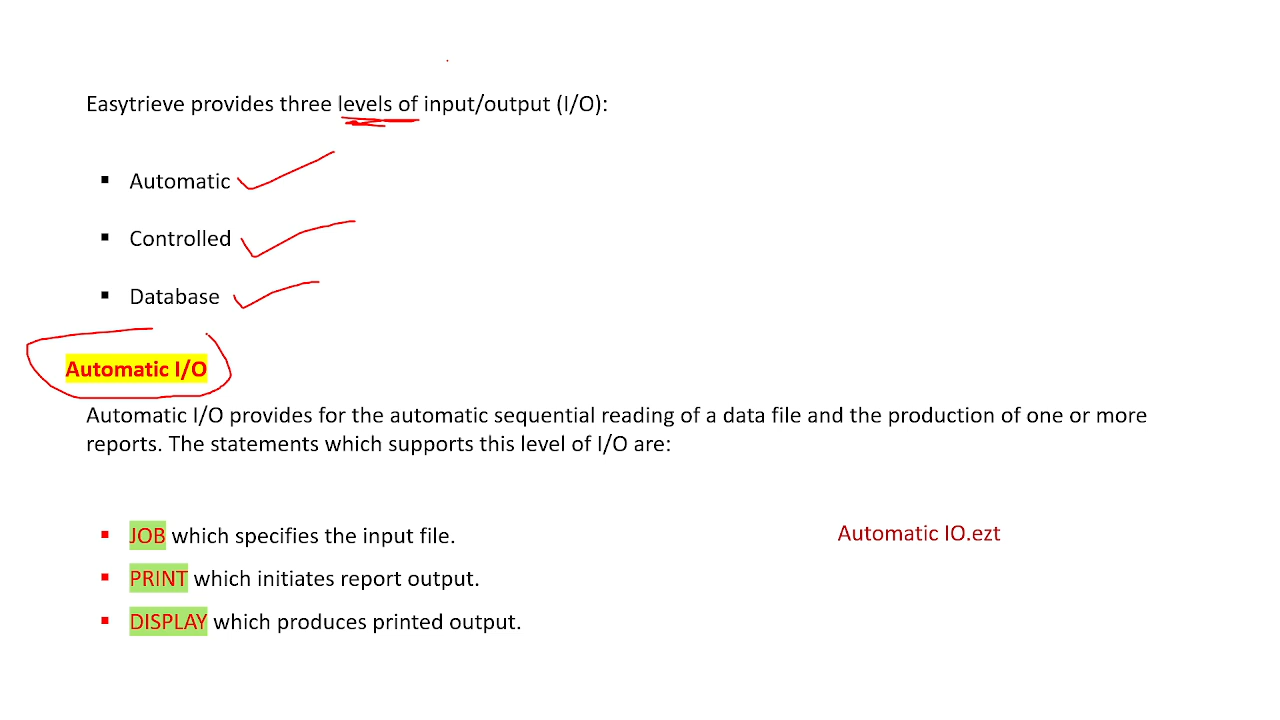 Easytrieve provides three levels of input/output (I/O):
▪ Automatic
▪ Controlled
▪ Database
Automatic I/O
Automatic I/O provides for the automatic sequential reading of a data file and the production of one or more
reports. The statements which supports this level of I/O are:
▪ JOB which specifies the input file.
Automatic IO.ezt
▪ PRINT which initiates report output.
▪ DISPLAY which produces printed output.